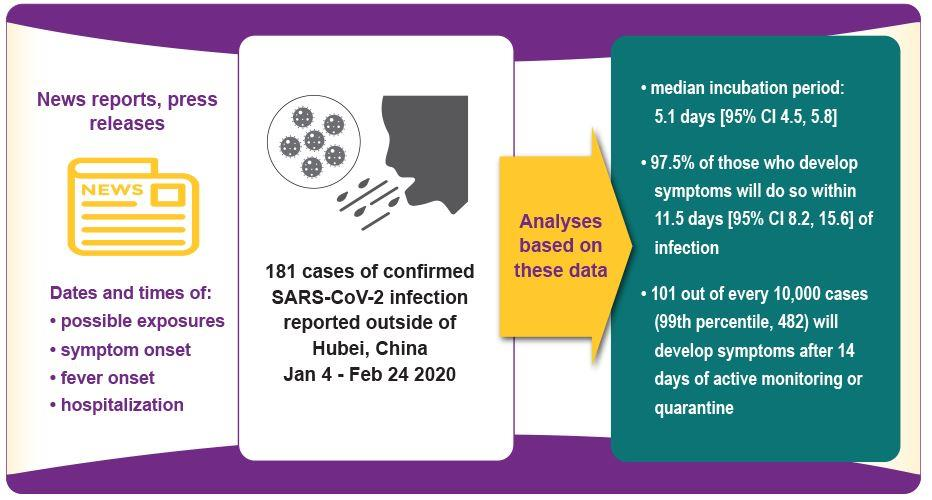 News reports, press
releases
NEWS
Dates and times of:
• possible exposures
• symptom onset
• fever onset
• hospitalization
181 cases of confirmed
SARS-CoV-2 infection
reported outside of
Hubei, China
Jan 4 - Feb 24 2020
Analyses
based on
these data
• median incubation period:
5.1 days [95% CI 4.5, 5.8]
• 97.5% of those who develop
symptoms will do so within
11.5 days [95% CI 8.2, 15.6] of
infection
• 101 out of every 10,000 cases
(99th percentile, 482) will
develop symptoms after 14
days of active monitoring or
quarantine